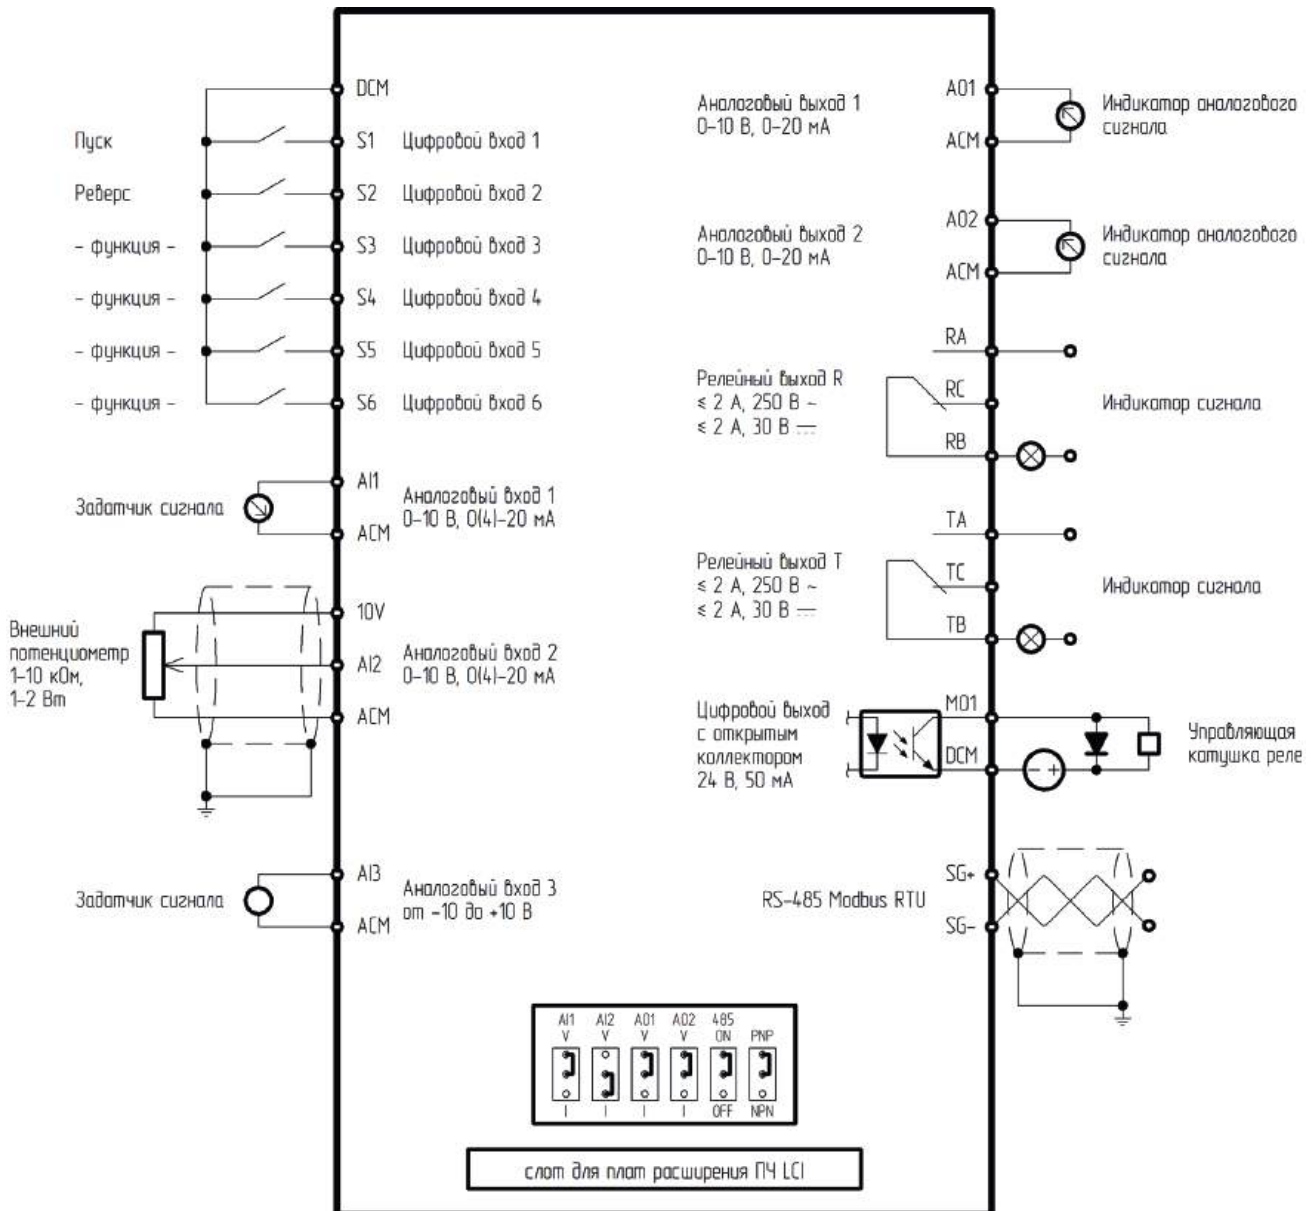 DCM
Пуск
S1 Цифровой вход 1
Реверс
S2 Цифровой вход 2
- функция -
S3 Цифровой вход 3
- функция -
S4 Цифровой вход 4
- функция -
S5 Цифровой вход 5
- функция -
S6 Цифровой вход 6
Задатчик сигнала
AI1
Аналоговый вход 1
0-10 В, 0(4)-20 мА
ACM
Внешний
потенциометр
1-10 кОм,
1-2 Вт
10V
AI2
Аналоговый вход 2
0-10 В, 0(4)-20 мА
ACM
Задатчик сигнала
AI3
Аналоговый вход 3
от -10 до +10 В
ACM
Аналоговый выход 1
0-10 В, 0-20 мА
AO1
ACM
Индикатор аналогового
сигнала
Аналоговый выход 2
0-10 В, 0-20 мА
AO2
ACM
Индикатор аналогового
сигнала
RA
Релейный выход R
≤ 2 А, 250 В ~
≤ 2 А, 30 В ⎓
RC
RB
Индикатор сигнала
TA
Релейный выход T
≤ 2 А, 250 В ~
≤ 2 А, 30 В ⎓
TC
TB
Индикатор сигнала
Цифровой выход
с открытым
коллектором
24 В, 50 мА
MO1
DCM
- +
Управляющая
катушка реле
RS-485 Modbus RTU
SG+
SG-
AI1 AI2 AO1 AO2 485
V V V V ON PNP
I I I I OFF NPN
слот для плат расширения ПЧ LCI